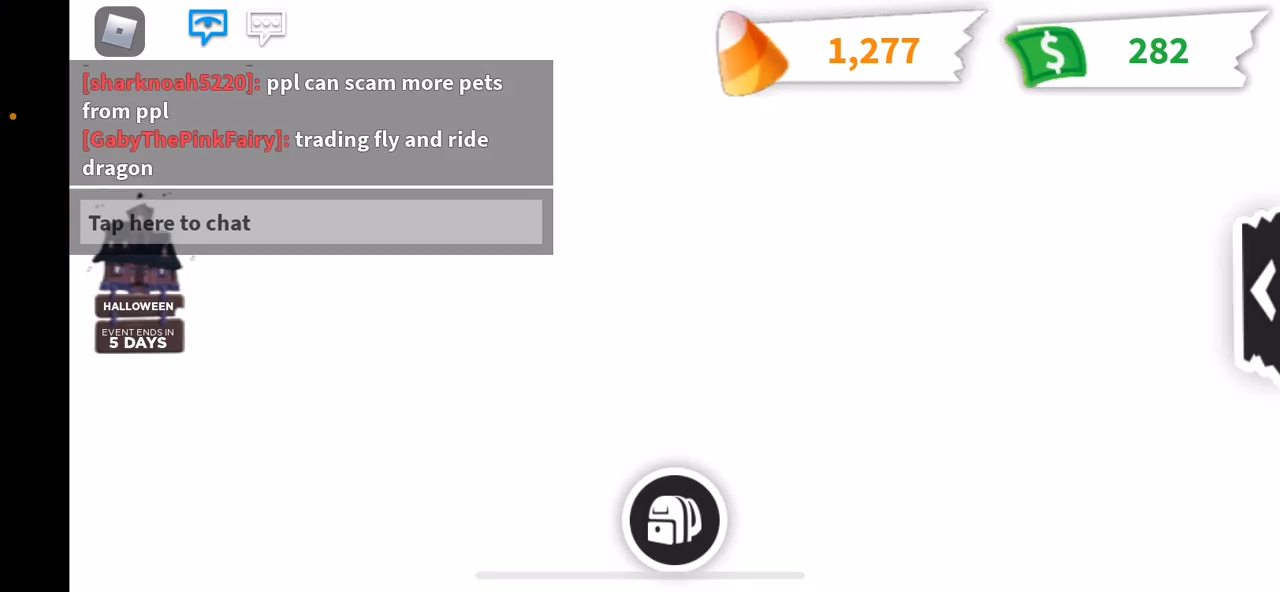 1,277
282
[sharknoah5220]: ppl can scam more pets
from ppl
[GabyThePinkFairy]: trading fly and ride
dragon
Tap here to chat
HALLOWEEN
EVENT ENDS IN
5 DAYS